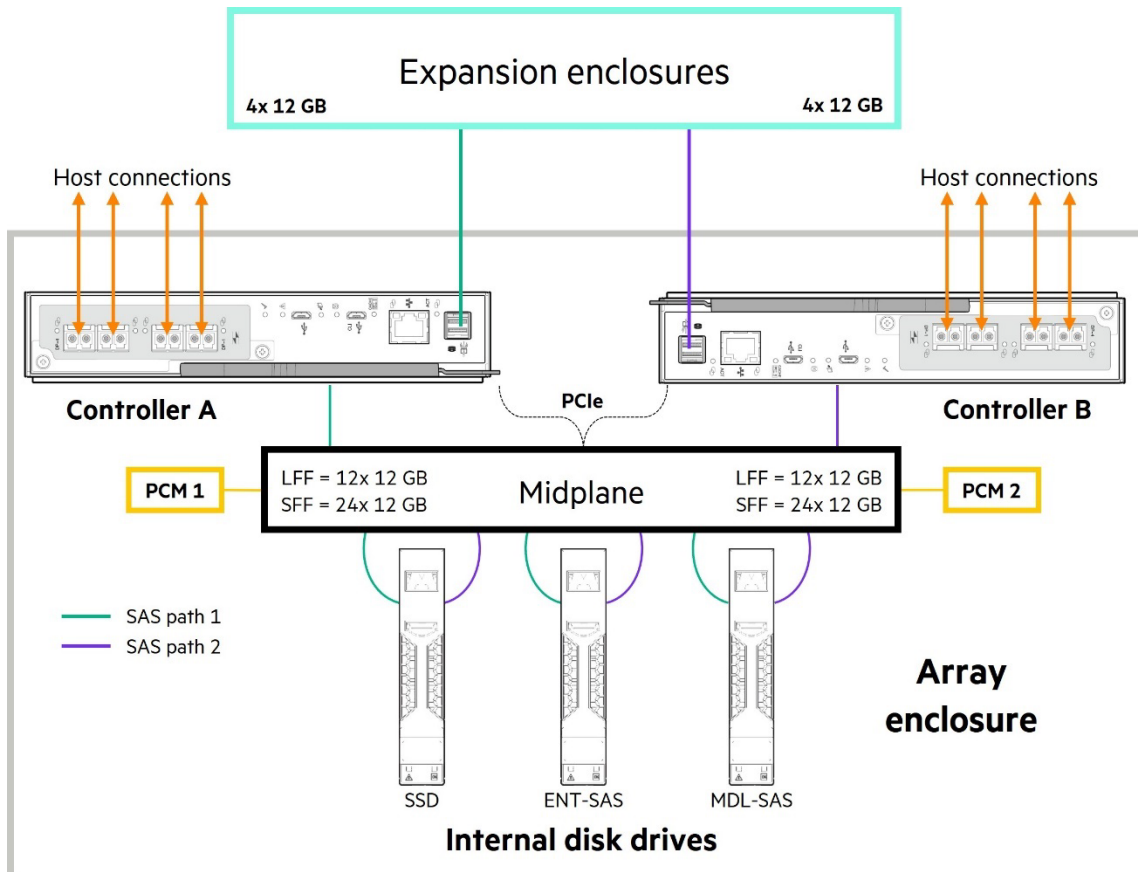 Expansion enclosures
4x 12 GB
4x 12 GB
Host connections
Host connections
Controller A
PCIe
Controller B
PCM 1
LFF = 12x 12 GB
SFF = 24x 12 GB
Midplane
LFF = 12x 12 GB
SFF = 24x 12 GB
PCM 2
SAS path 1
SAS path 2
Array
enclosure
SSD
ENT-SAS
MDL-SAS
Internal disk drives